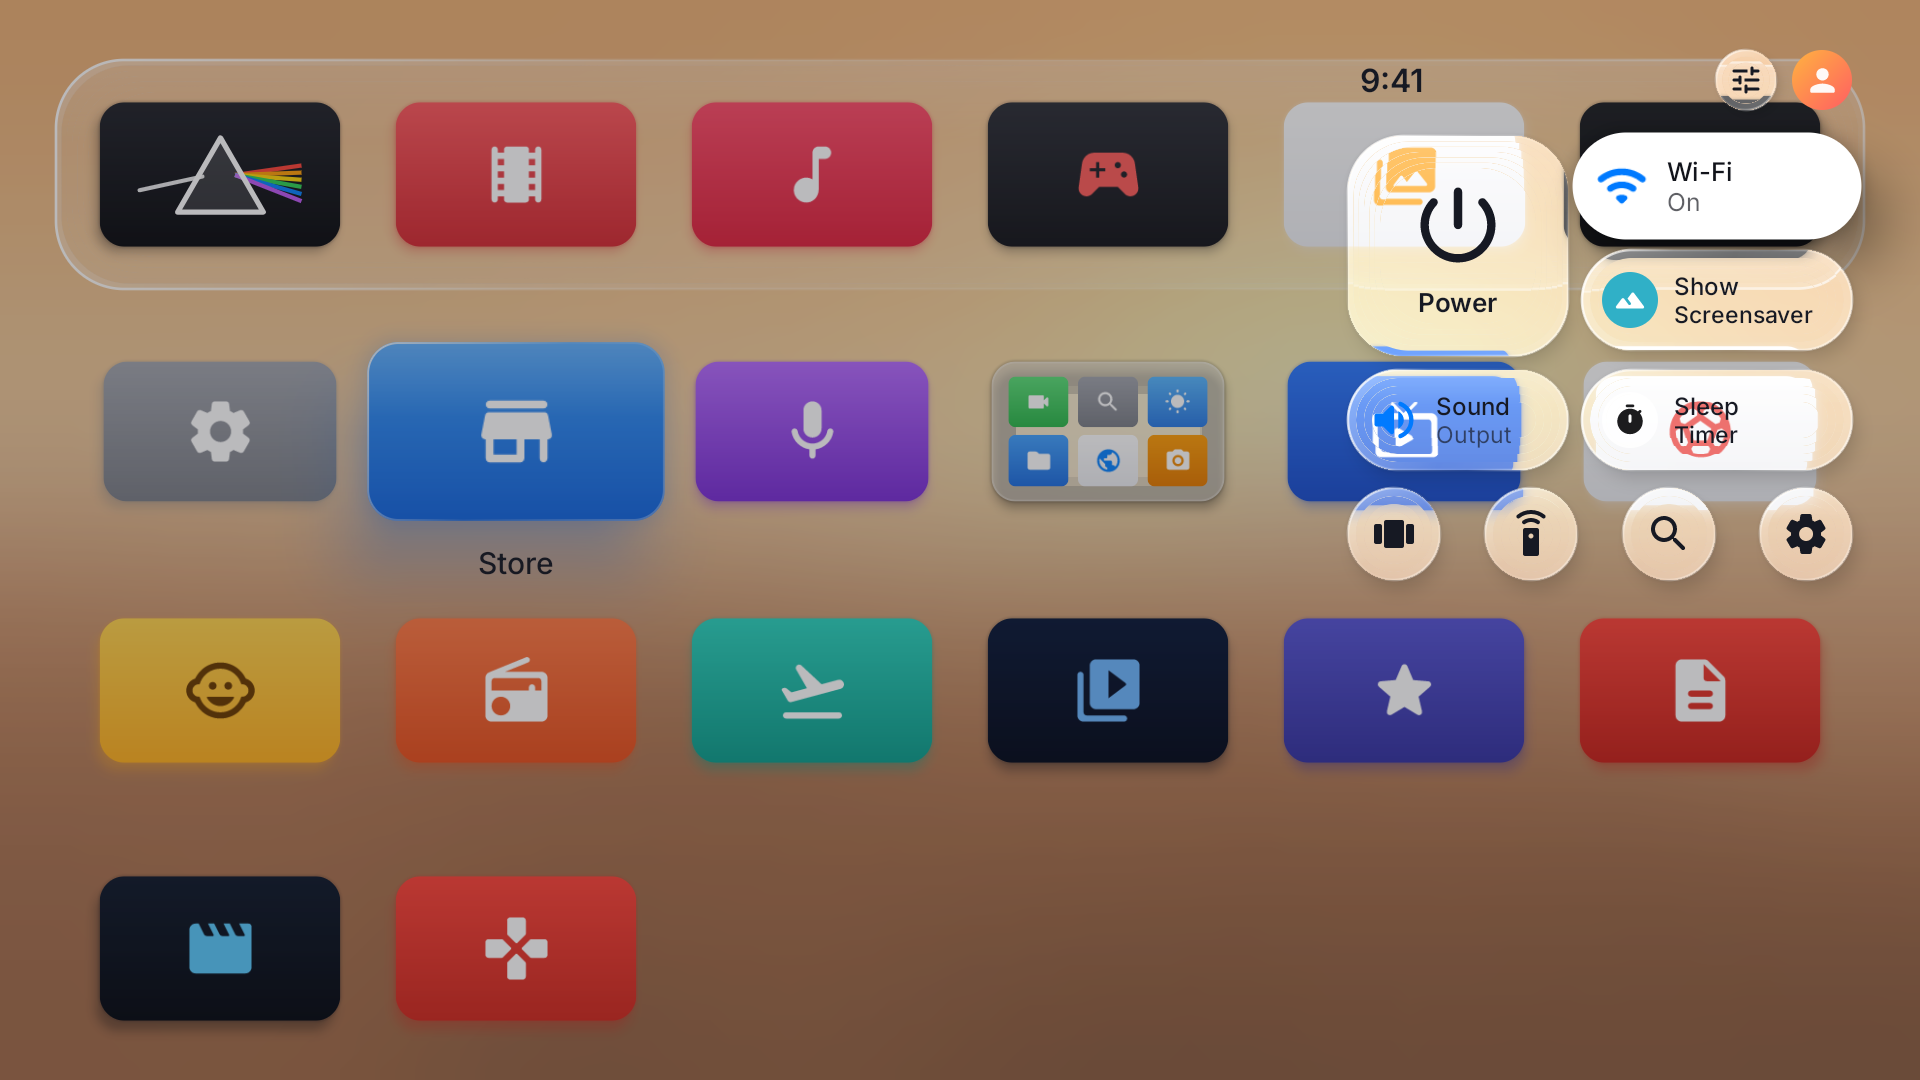 9:41
Wi-Fi
On
Power
Show
Screensaver
Sound
Output
Sleep
Timer
Store